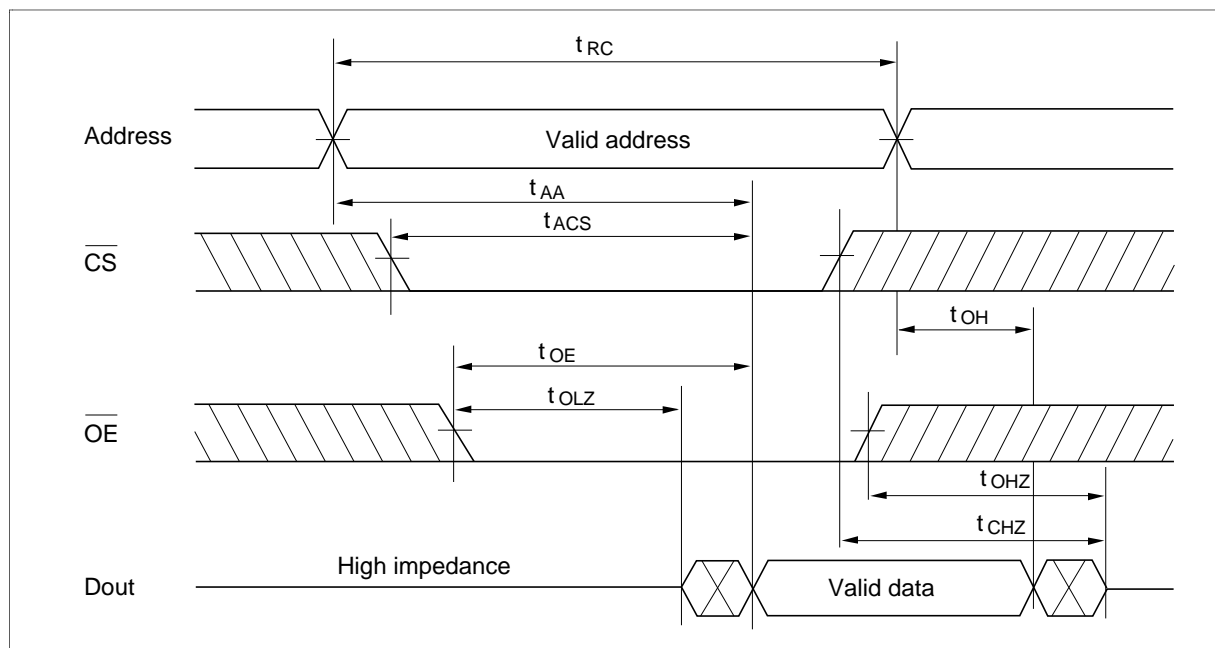 t RC
Address
Valid address
t AA
t ACS
CS
t OH
t OE
t OLZ
OE
t OHZ
t CHZ
High impedance
Dout
Valid data